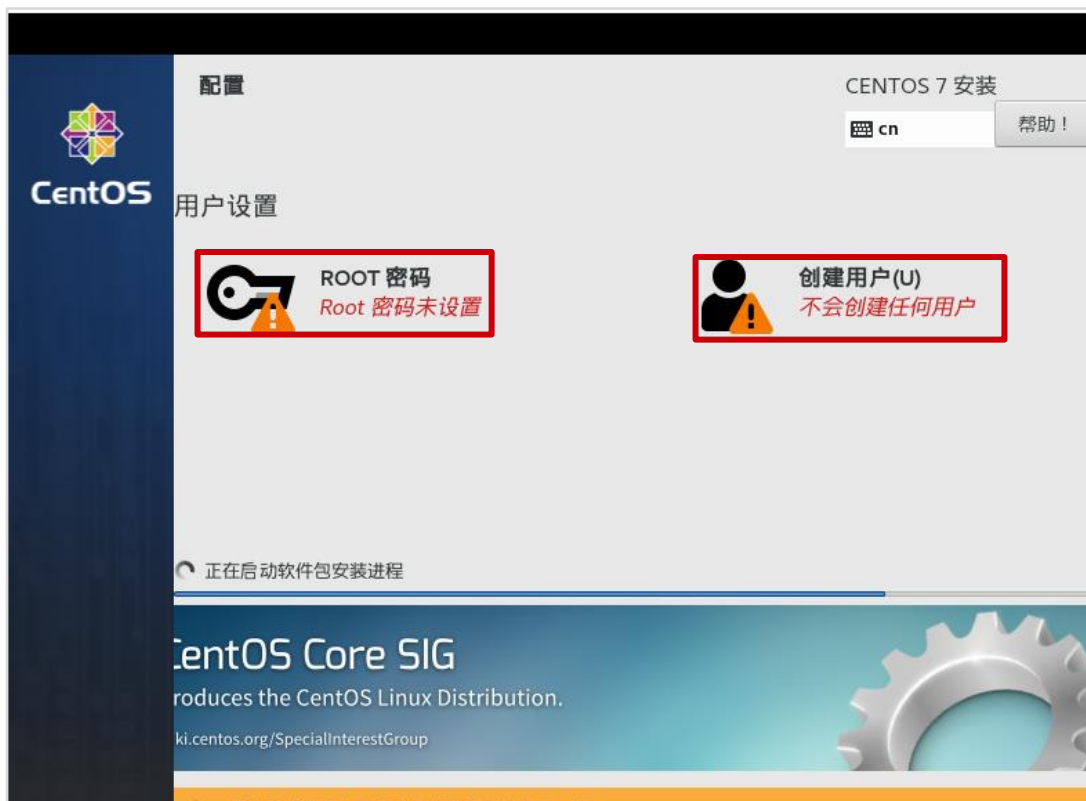 配置
CENTOS 7 安装
cn
帮助！
CentOS
用户设置
ROOT 密码
Root 密码未设置
创建用户(U)
不会创建任何用户
正在启动软件包安装进程
CentOS Core SIG
roduces the CentOS Linux Distribution.
ki.centos.org/SpecialInterestGroup